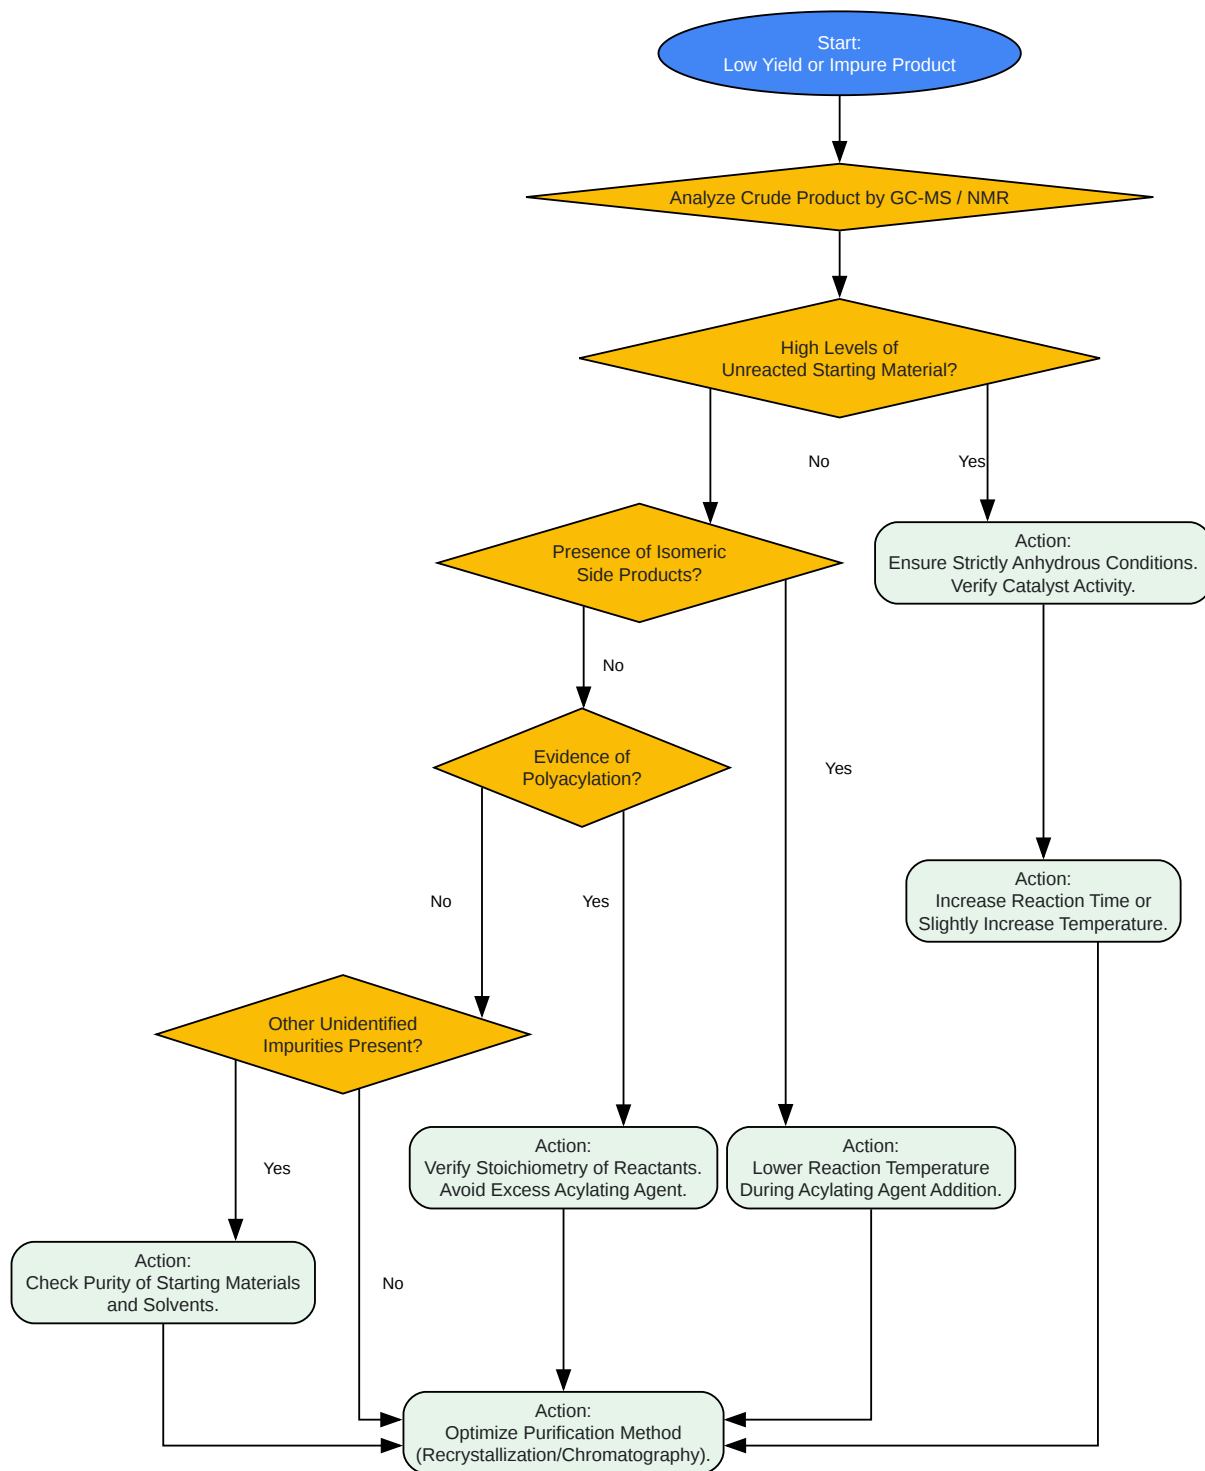 Start:
Low Yield or Impure Product
Analyze Crude Product by GC-MS / NMR
High Levels of
Unreacted Starting Material?
No
Yes
Presence of Isomeric
Side Products?
Action:
Ensure Strictly Anhydrous Conditions.
Verify Catalyst Activity.
No
Evidence of
Polyacylation?
Yes
No
Yes
Action:
Increase Reaction Time or
Slightly Increase Temperature.
Other Unidentified
Impurities Present?
Yes
Action:
Verify Stoichiometry of Reactants.
Avoid Excess Acylating Agent.
Action:
Lower Reaction Temperature
During Acylating Agent Addition.
Action:
Check Purity of Starting Materials
and Solvents.
No
Action:
Optimize Purification Method
(Recrystallization/Chromatography).